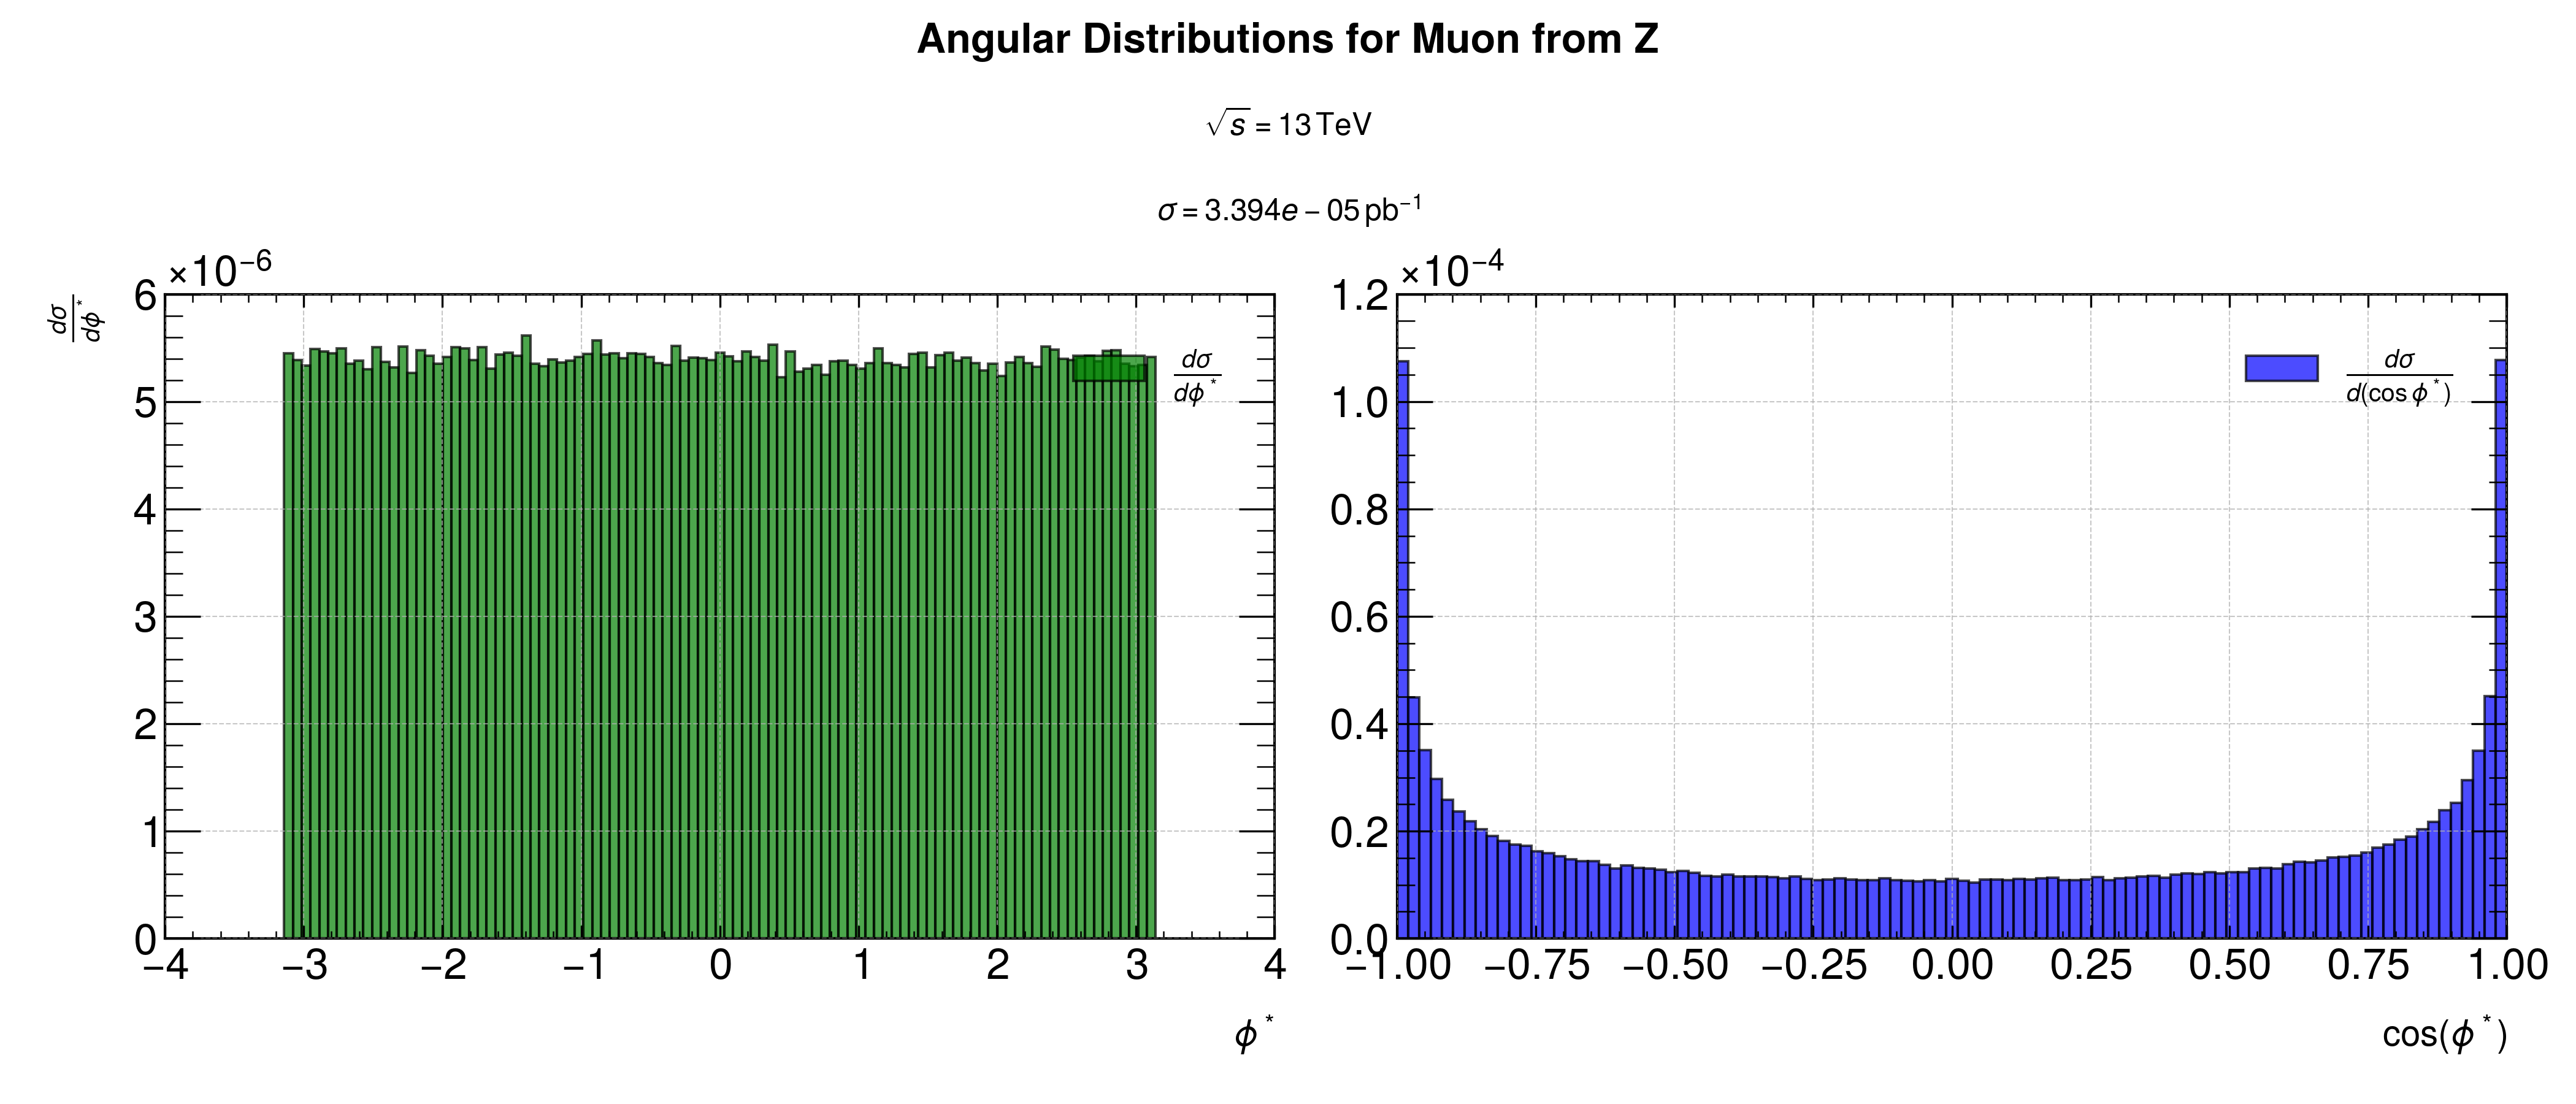 Angular Distributions for Muon from Z
√s = 13 TeV
σ = 3.394e − 05 pb⁻¹
×10⁻⁶
dσ/dϕ*
6
5
4
3
2
1
0
−4 −3 −2 −1 0 1 2 3 4
ϕ*
dσ/dϕ*
×10⁻⁴
1.2
1.0
0.8
0.6
0.4
0.2
0.0
−1.00 −0.75 −0.50 −0.25 0.00 0.25 0.50 0.75 1.00
cos(ϕ*)
dσ/d(cos ϕ*)